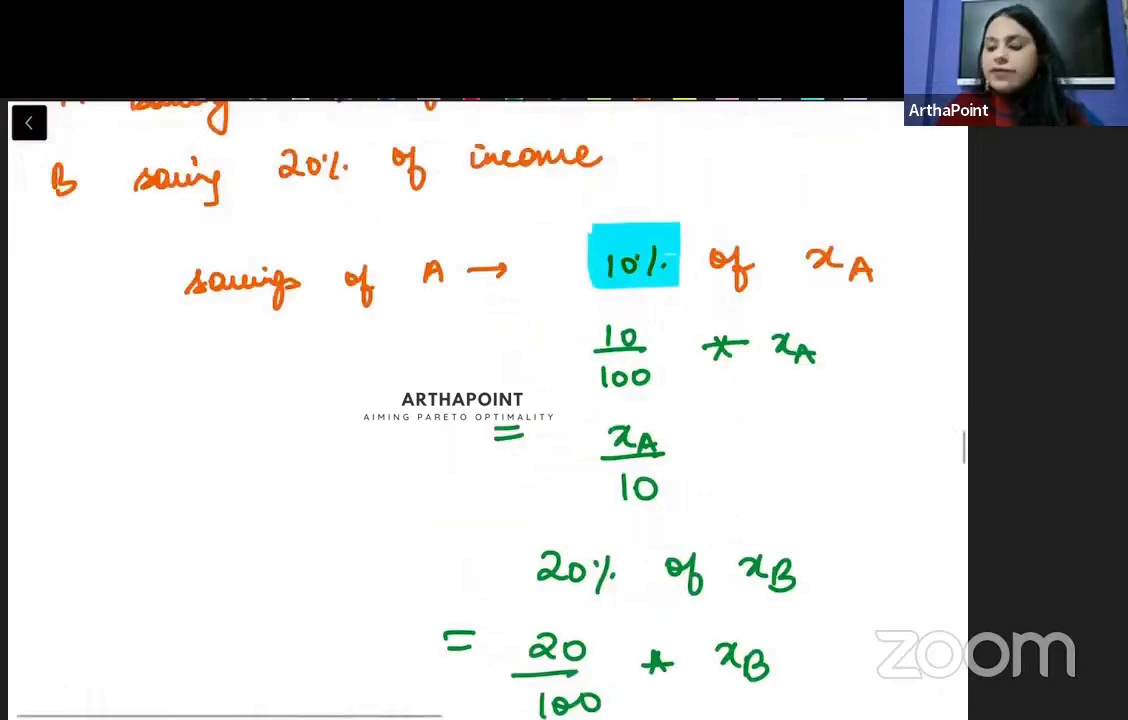 ArthaPoint
B saving 20% of income
savings of A → 10% of xA
10/100 * xA
ARTHAPOINT
AIMING PARETO OPTIMALITY
= xA/10
20% of xB
= 20/100 * xB
zoom